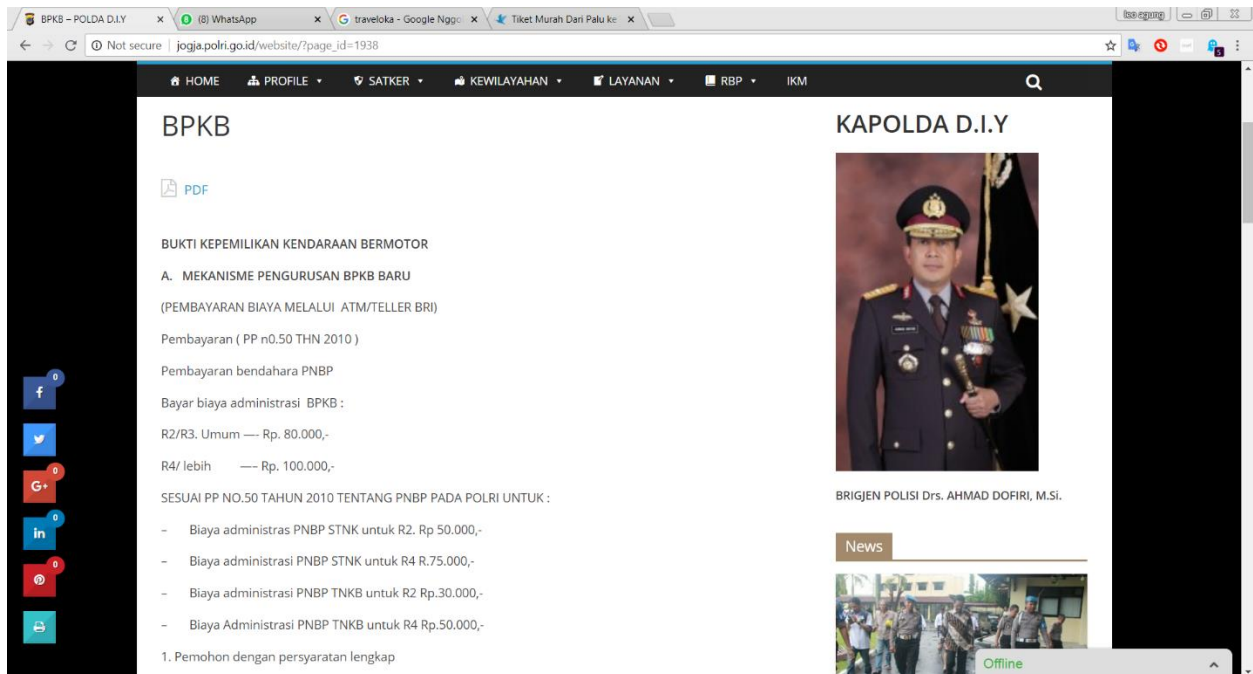 BPKB – POLDA D.I.Y
(8) WhatsApp
traveloka - Google Nggo
Tiket Murah Dari Palu ke
Not secure
jogja.polri.go.id/website/?page_id=1938
HOME
PROFILE
SATKER
KEWILAYAHAN
LAYANAN
RBP
IKM
BPKB
PDF
BUKTI KEPEMILIKAN KENDARAAN BERMOTOR
A. MEKANISME PENGURUSAN BPKB BARU
(PEMBAYARAN BIAYA MELALUI ATM/TELLER BRI)
Pembayaran ( PP n0.50 THN 2010 )
Pembayaran bendahara PNBP
Bayar biaya administrasi BPKB :
R2/R3. Umum —- Rp. 80.000,-
R4/ lebih —– Rp. 100.000,-
SESUAI PP NO.50 TAHUN 2010 TENTANG PNBP PADA POLRI UNTUK :
– Biaya administras PNBP STNK untuk R2. Rp 50.000,-
– Biaya administrasi PNBP STNK untuk R4 R.75.000,-
– Biaya administrasi PNBP TNKB untuk R2 Rp.30.000,-
– Biaya Administrasi PNBP TNKB untuk R4 Rp.50.000,-
1. Pemohon dengan persyaratan lengkap
KAPOLDA D.I.Y
BRIGJEN POLISI Drs. AHMAD DOFIRI, M.Si.
News
Offline
f 0
G+ 0
in 0
0
5